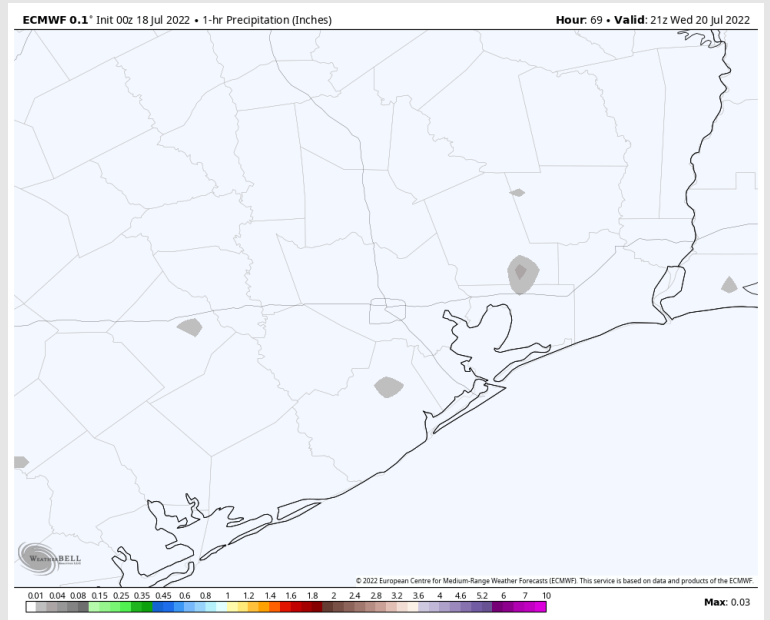 ECMWF 0.1° Init 00z 18 Jul 2022 • 1-hr Precipitation (Inches)
Hour: 69 • Valid: 21z Wed 20 Jul 2022
WEATHERBELL
© 2022 European Centre for Medium-Range Weather Forecasts (ECMWF). This service is based on data and products of the ECMWF.
0.01 0.04 0.08 0.15 0.25 0.35 0.45 0.6 0.8 1 1.2 1.4 1.6 1.8 2 2.4 2.8 3.2 3.6 4 4.6 5.2 6 7 10
Max: 0.03